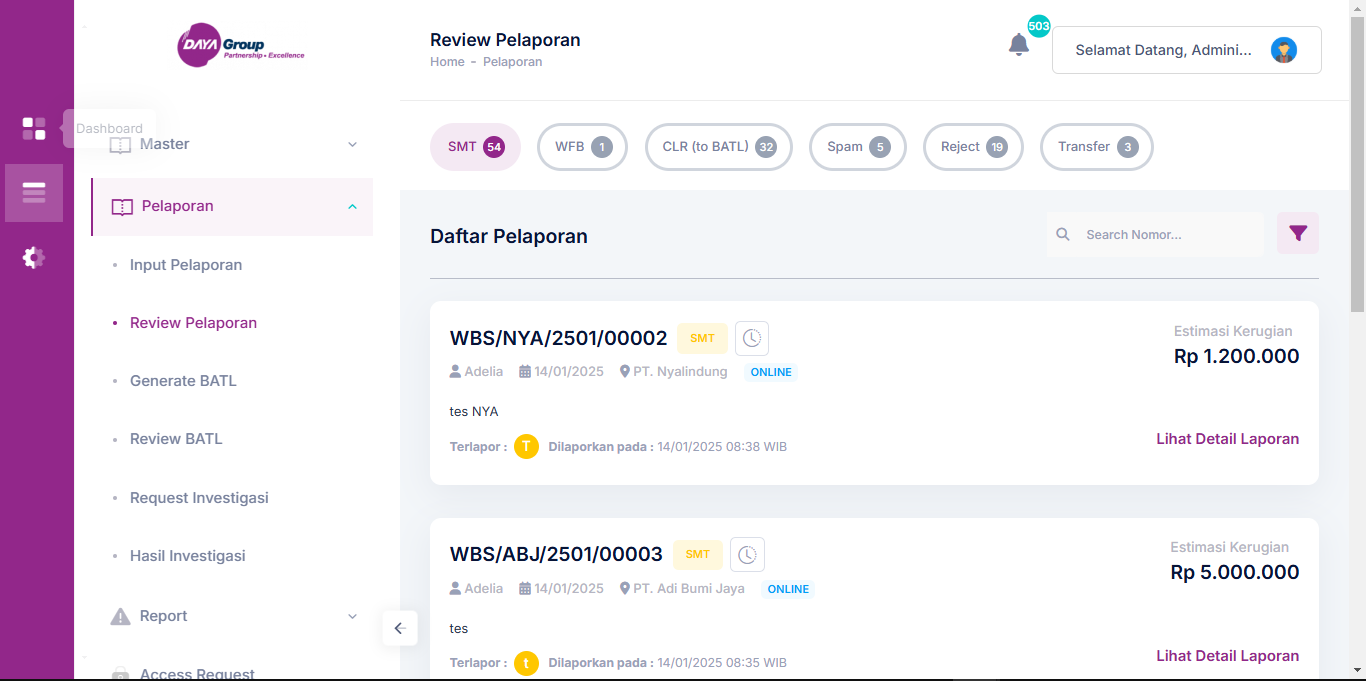 DAYA Group
Partnership • Excellence
Dashboard
Master
Pelaporan
Input Pelaporan
Review Pelaporan
Generate BATL
Review BATL
Request Investigasi
Hasil Investigasi
Report
Access Request
Review Pelaporan
Home - Pelaporan
503
Selamat Datang, Admini...
SMT 54
WFB 1
CLR (to BATL) 32
Spam 5
Reject 19
Transfer 3
Daftar Pelaporan
Search Nomor...
WBS/NYA/2501/00002 SMT
Estimasi Kerugian
Rp 1.200.000
Adelia 14/01/2025 PT. Nyalindung ONLINE
tes NYA
Terlapor : T Dilaporkan pada : 14/01/2025 08:38 WIB
Lihat Detail Laporan
WBS/ABJ/2501/00003 SMT
Estimasi Kerugian
Rp 5.000.000
Adelia 14/01/2025 PT. Adi Bumi Jaya ONLINE
tes
Terlapor : t Dilaporkan pada : 14/01/2025 08:35 WIB
Lihat Detail Laporan